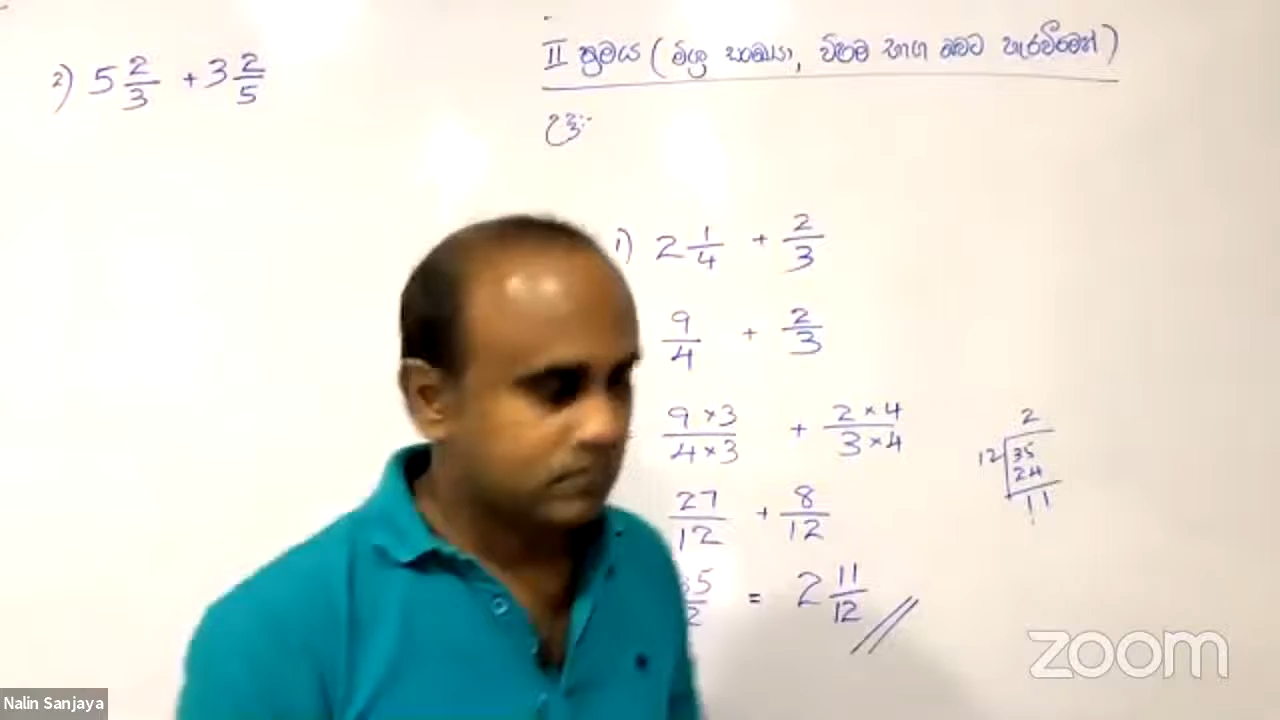 2) 5 2/3 + 3 2/5
II ක්‍රමය (මිශ්‍ර සංඛ්‍යා, විෂම භාග බවට හැරවීමෙන්)
උදා:-
1) 2 1/4 + 2/3
9/4 + 2/3
9×3/4×3 + 2×4/3×4
2
12 35
24
11
27/12 + 8/12
35/2 = 2 11/12
zoom
Nalin Sanjaya